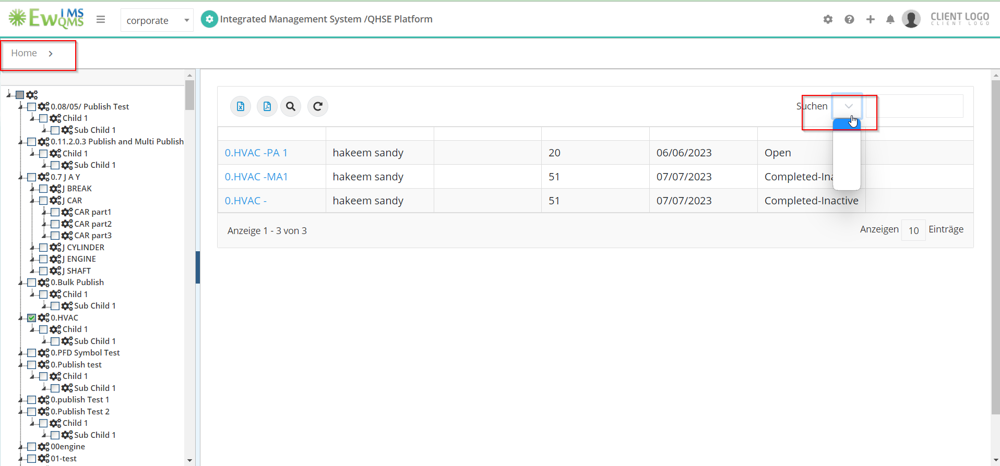 EwIMS QMS
corporate
Integrated Management System /QHSE Platform
CLIENT LOGO
CLIENT LOGO
Home
0.08/05/ Publish Test
Child 1
Sub Child 1
0.11.2.0.3 Publish and Multi Publish
Child 1
Sub Child 1
0.7 J A Y
J BREAK
J CAR
CAR part1
CAR part2
CAR part3
J CYLINDER
J ENGINE
J SHAFT
0.Bulk Publish
Child 1
Sub Child 1
0.HVAC
Child 1
Sub Child 1
0.PFD Symbol Test
0.Publish test
Child 1
Sub Child 1
0.publish Test 1
0.Publish Test 2
Child 1
Sub Child 1
00engine
01-test
Suchen
0.HVAC -PA 1 hakeem sandy 20 06/06/2023 Open
0.HVAC -MA1 hakeem sandy 51 07/07/2023 Completed-Ina
0.HVAC - hakeem sandy 51 07/07/2023 Completed-Inactive
Anzeige 1 - 3 von 3
Anzeigen 10 Einträge